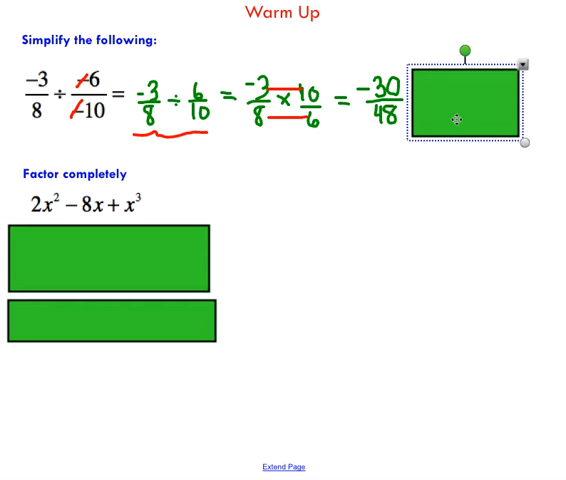 Warm Up
Simplify the following:
-3/8 ÷ -6/-10 = -3/8 ÷ 6/10 = -3/8 × 10/6 = -30/48
Factor completely
2x² − 8x + x³
Extend Page